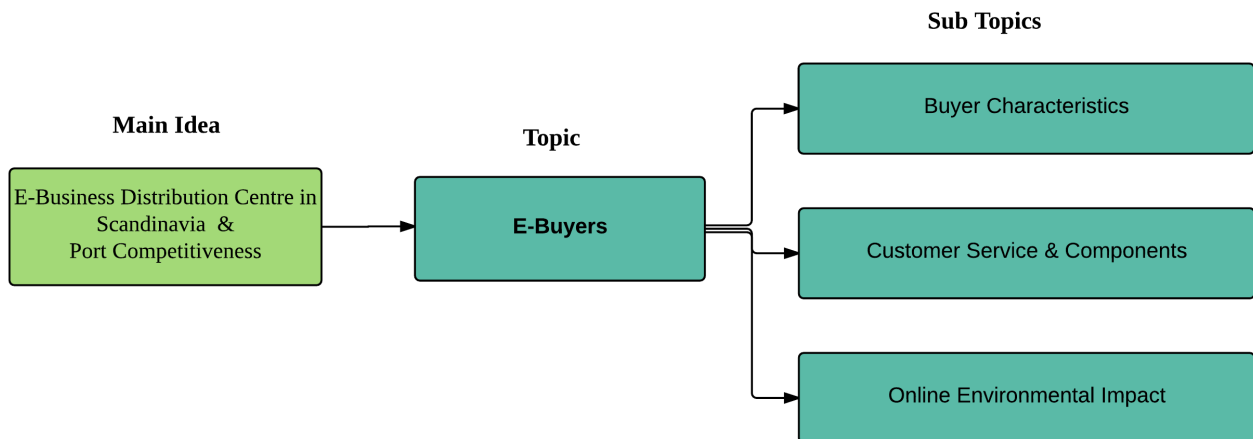 Sub Topics
Main Idea
Topic
E-Business Distribution Centre in
Scandinavia &
Port Competitiveness
E-Buyers
Buyer Characteristics
Customer Service & Components
Online Environmental Impact